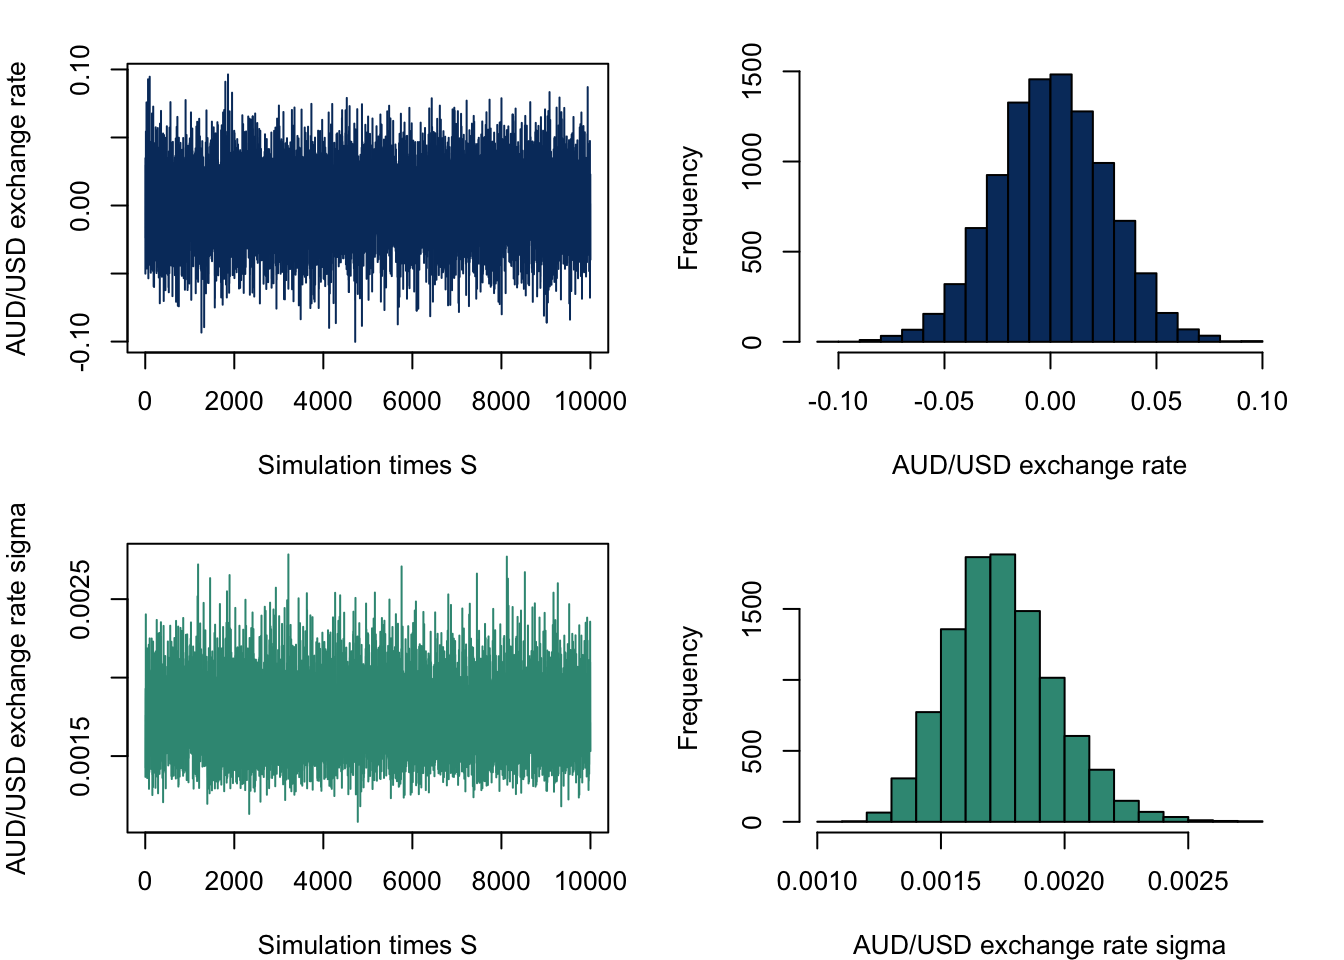 AUD/USD exchange rate
0.10
0.00
-0.10
0 2000 4000 6000 8000 10000
Simulation times S
Frequency
1500
1000
500
0
-0.10 -0.05 0.00 0.05 0.10
AUD/USD exchange rate
AUD/USD exchange rate sigma
0.0025
0.0015
0 2000 4000 6000 8000 10000
Simulation times S
Frequency
1500
500
0
0.0010 0.0015 0.0020 0.0025
AUD/USD exchange rate sigma